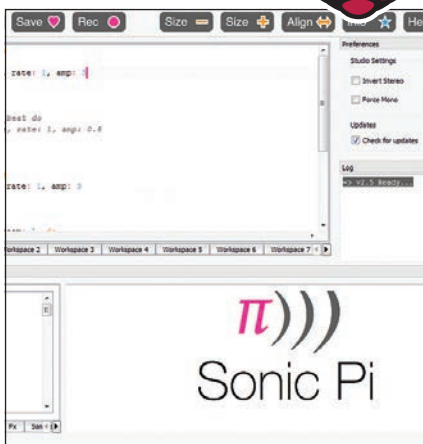 Save Rec Size Size Align Info He
Preferences
Studio Settings
Invert Stereo
Force Mono
Updates
Check for updates
Log
=> v2.5 Ready...
rate: 1, amp: 3
best do
, rate: 1, amp: 0.8
rate: 1, amp: 3
Workspace 2 Workspace 3 Workspace 4 Workspace 5 Workspace 6 Workspace 7
π)))
Sonic Pi
Fx